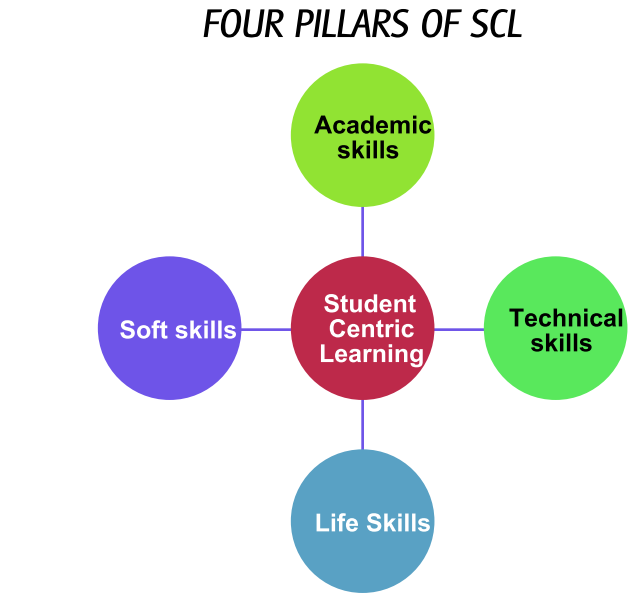 FOUR PILLARS OF SCL
Academic
skills
Soft skills
Student
Centric
Learning
Technical
skills
Life Skills